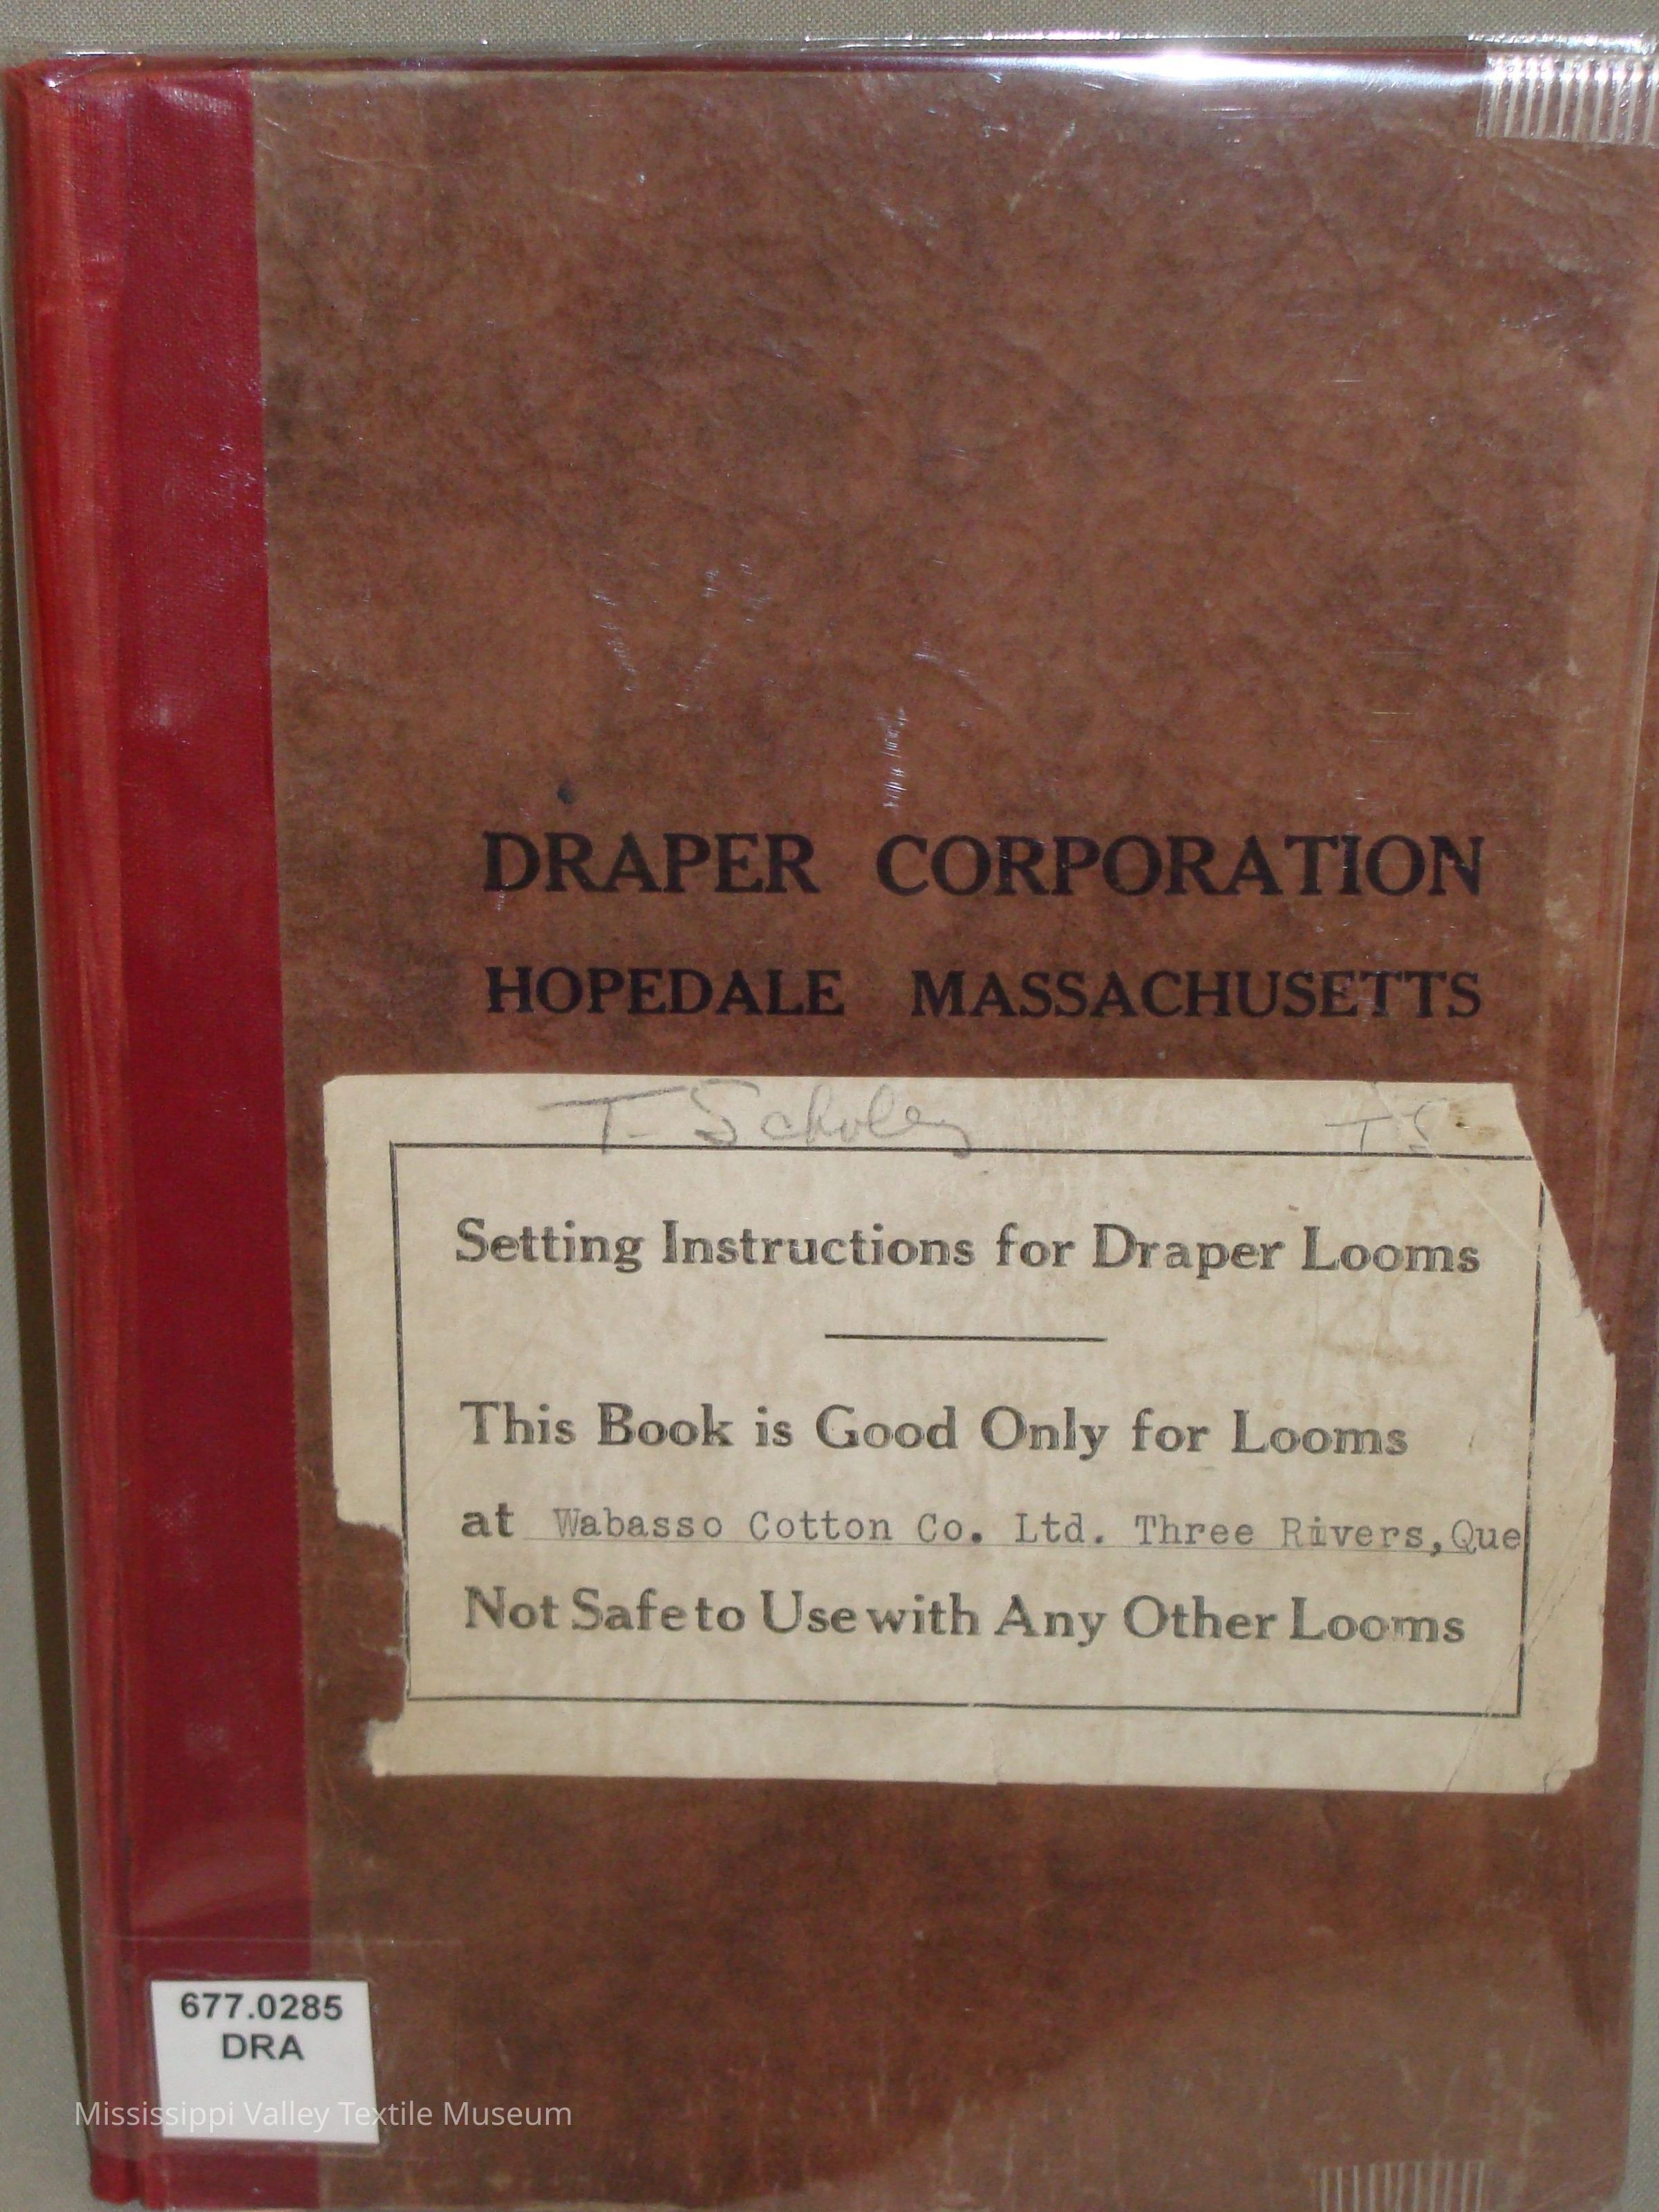 DRAPER CORPORATION
HOPEDALE MASSACHUSETTS
T. Scholey T S
Setting Instructions for Draper Looms
This Book is Good Only for Looms
at Wabasso Cotton Co. Ltd. Three Rivers, Que
Not Safe to Use with Any Other Looms
677.0285
DRA
Mississippi Valley Textile Museum